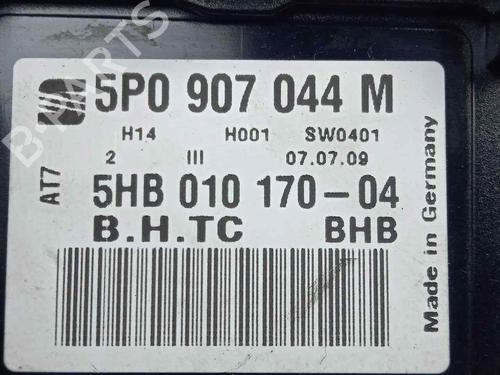 5P0 907 044 M
H14 H001 SW0401
2 III 07.07.09
AT7
5HB 010 170-04
B.H.TC BHB
Made in Germany
B-PARTS